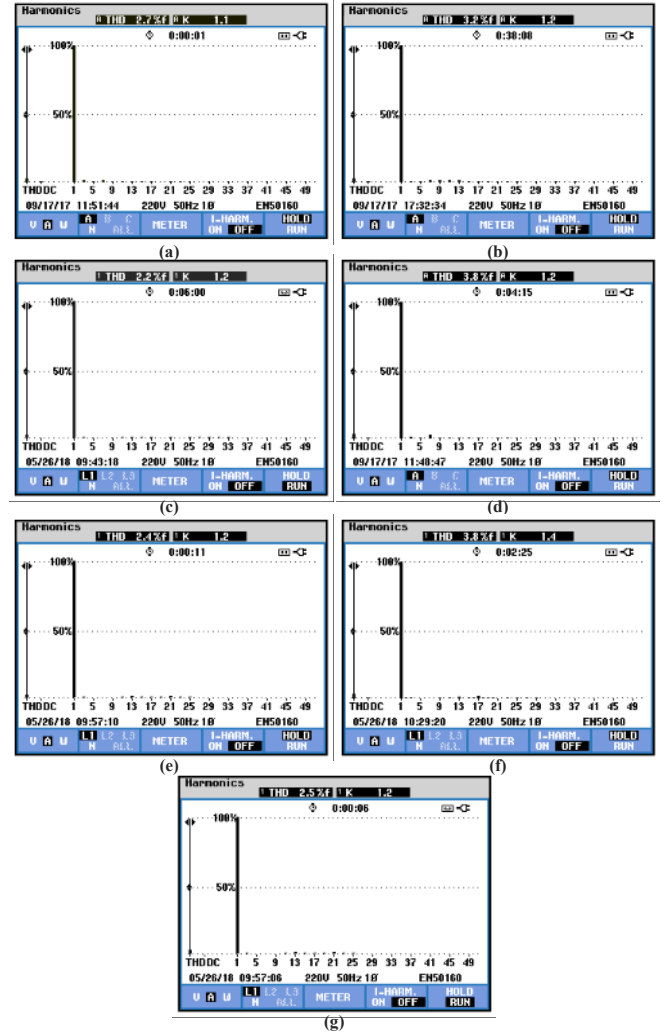 Harmonics
A THD 2.7%f A K 1.1
0:00:01
100%
50%
THDDC 1 5 9 13 17 21 25 29 33 37 41 45 49
09/17/17 11:51:44 220V 50Hz 1Ø EN50160
V A W A B C N ALL METER I-HARM. ON OFF HOLD RUN
(a)
Harmonics
A THD 3.2%f A K 1.2
0:38:08
100%
50%
THDDC 1 5 9 13 17 21 25 29 33 37 41 45 49
09/17/17 17:32:34 220V 50Hz 1Ø EN50160
V A W A B C N ALL METER I-HARM. ON OFF HOLD RUN
(b)
Harmonics
1 THD 2.2%f 1 K 1.2
0:06:00
100%
50%
THDDC 1 5 9 13 17 21 25 29 33 37 41 45 49
05/26/18 09:43:18 220V 50Hz 1Ø EN50160
V A W L1 L2 L3 N ALL METER I-HARM. ON OFF HOLD RUN
(c)
Harmonics
A THD 3.8%f A K 1.2
0:04:15
100%
50%
THDDC 1 5 9 13 17 21 25 29 33 37 41 45 49
09/17/17 11:48:47 220V 50Hz 1Ø EN50160
V A W A B C N ALL METER I-HARM. ON OFF HOLD RUN
(d)
Harmonics
1 THD 2.4%f 1 K 1.2
0:00:11
100%
50%
THDDC 1 5 9 13 17 21 25 29 33 37 41 45 49
05/26/18 09:57:10 220V 50Hz 1Ø EN50160
V A W L1 L2 L3 N ALL METER I-HARM. ON OFF HOLD RUN
(e)
Harmonics
1 THD 3.8%f 1 K 1.4
0:02:25
100%
50%
THDDC 1 5 9 13 17 21 25 29 33 37 41 45 49
05/26/18 10:29:20 220V 50Hz 1Ø EN50160
V A W L1 L2 L3 N ALL METER I-HARM. ON OFF HOLD RUN
(f)
Harmonics
1 THD 2.5%f 1 K 1.2
0:00:06
100%
50%
THDDC 1 5 9 13 17 21 25 29 33 37 41 45 49
05/26/18 09:57:06 220V 50Hz 1Ø EN50160
V A W L1 L2 L3 N ALL METER I-HARM. ON OFF HOLD RUN
(g)